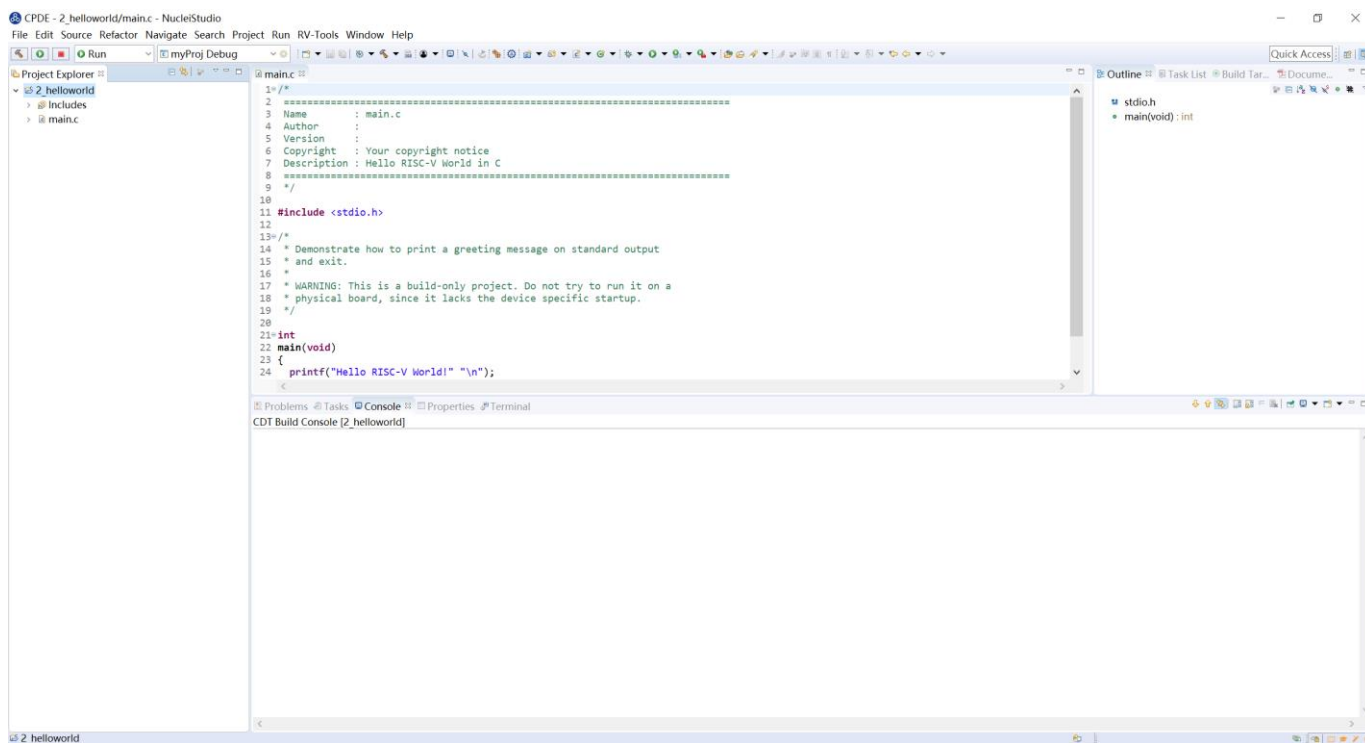 CPDE - 2_helloworld/main.c - NucleiStudio
File Edit Source Refactor Navigate Search Project Run RV-Tools Window Help
Run myProj Debug Quick Access
Project Explorer
2_helloworld
Includes
main.c
main.c
1 /*
2 ============================================================================
3 Name        : main.c
4 Author      :
5 Version     :
6 Copyright   : Your copyright notice
7 Description : Hello RISC-V World in C
8 ============================================================================
9 */
10
11 #include <stdio.h>
12
13 /*
14 * Demonstrate how to print a greeting message on standard output
15 * and exit.
16 *
17 * WARNING: This is a build-only project. Do not try to run it on a
18 * physical board, since it lacks the device specific startup.
19 */
20
21 int
22 main(void)
23 {
24 printf("Hello RISC-V World!" "\n");
Outline Task List Build Tar... Docume...
stdio.h
main(void) : int
Problems Tasks Console Properties Terminal
CDT Build Console [2_helloworld]
2_helloworld